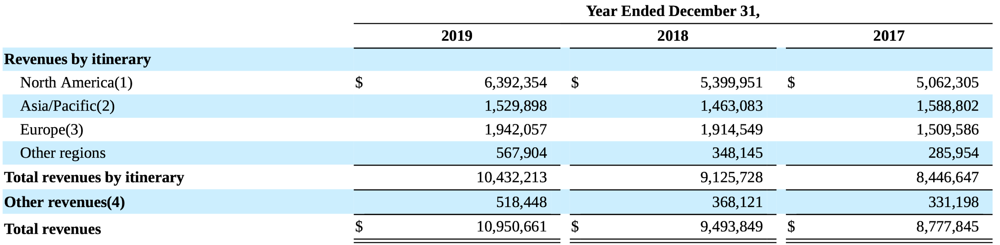 Year Ended December 31,
2019 2018 2017
Revenues by itinerary
North America(1) $ 6,392,354 $ 5,399,951 $ 5,062,305
Asia/Pacific(2) 1,529,898 1,463,083 1,588,802
Europe(3) 1,942,057 1,914,549 1,509,586
Other regions 567,904 348,145 285,954
Total revenues by itinerary 10,432,213 9,125,728 8,446,647
Other revenues(4) 518,448 368,121 331,198
Total revenues $ 10,950,661 $ 9,493,849 $ 8,777,845